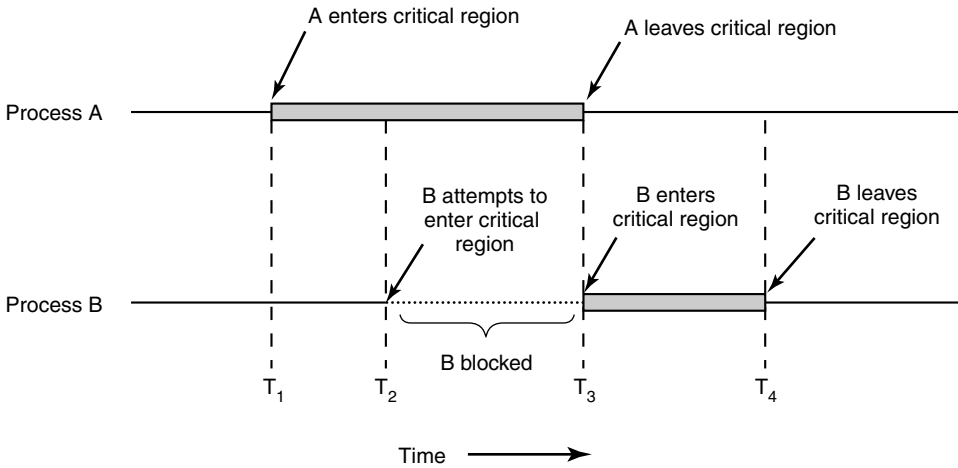 A enters critical region
A leaves critical region
Process A
B attempts to
enter critical
region
B enters
critical region
B leaves
critical region
Process B
B blocked
T1
T2
T3
T4
Time